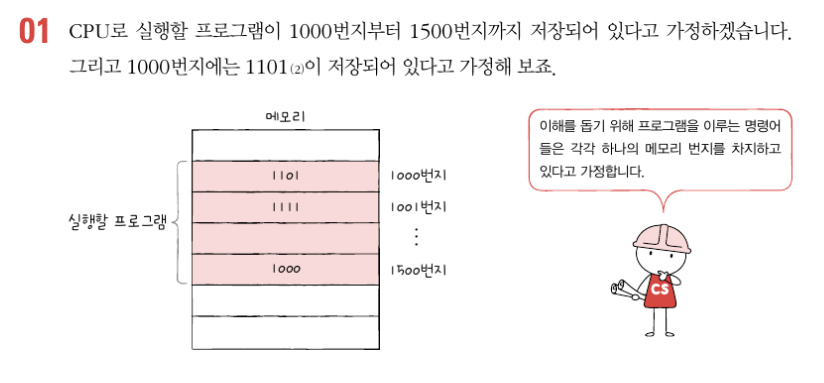 01 CPU로 실행할 프로그램이 1000번지부터 1500번지까지 저장되어 있다고 가정하겠습니다.
그리고 1000번지에는 1101(2)이 저장되어 있다고 가정해 보죠.
메모리
이해를 돕기 위해 프로그램을 이루는 명령어
들은 각각 하나의 메모리 번지를 차지하고
있다고 가정합니다.
1101 1000번지
1111 1001번지
실행할 프로그램
⋮
1000 1500번지
CS